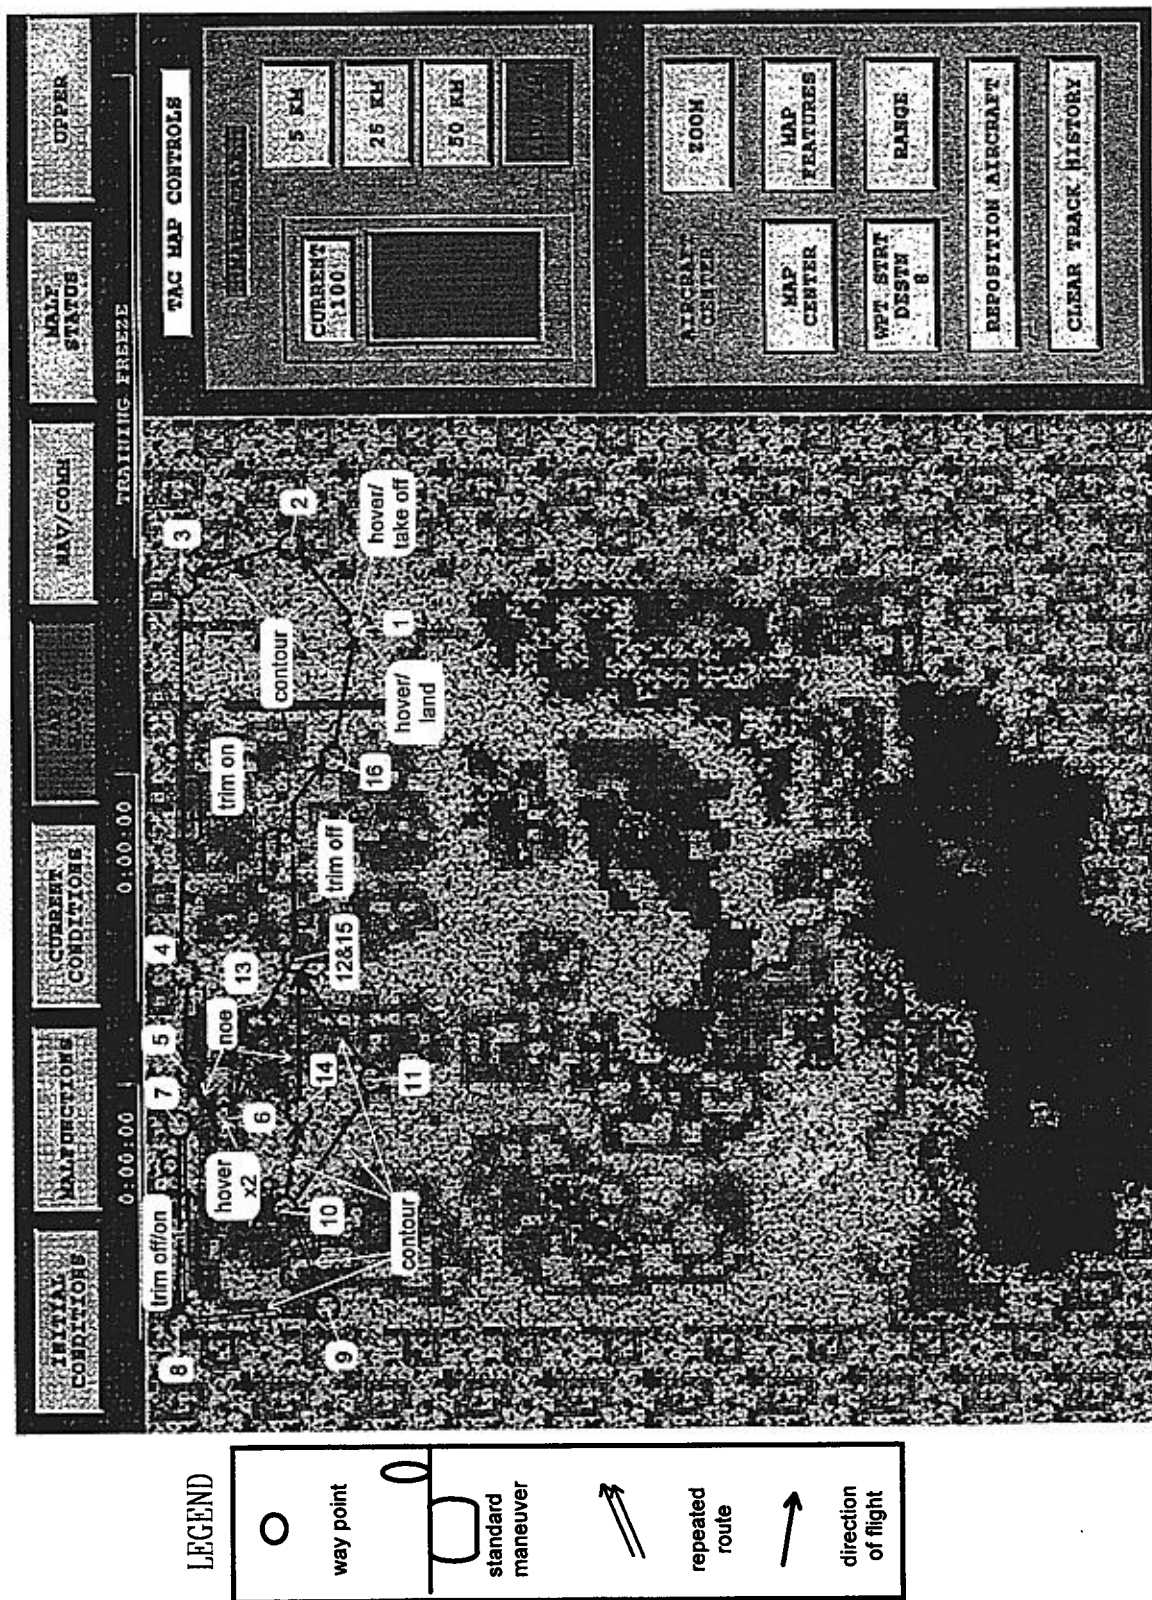 INITIAL
CONDITIONS
MALFUNCTIONS
CURRENT
CONDITIONS
NAV/COMM
MALF
STATUS
UPPER
0:00:00
0:00:00
TRAINING FREEZE
TAC MAP CONTROLS
CURRENT
100
5 KM
25 KM
50 KM
AIRCRAFT
CENTER
ZOOM
MAP
CENTER
MAP
FEATURES
WPT STRT
DESTN
8
RANGE
REPOSITION AIRCRAFT
CLEAR TRACK HISTORY
8
trim off/on
7
5
4
3
hover
x2
noe
13
trim on
contour
2
6
9
10
14
12&15
trim off
16
1
hover/
take off
hover/
land
11
contour
LEGEND
way point
standard
maneuver
repeated
route
direction
of flight